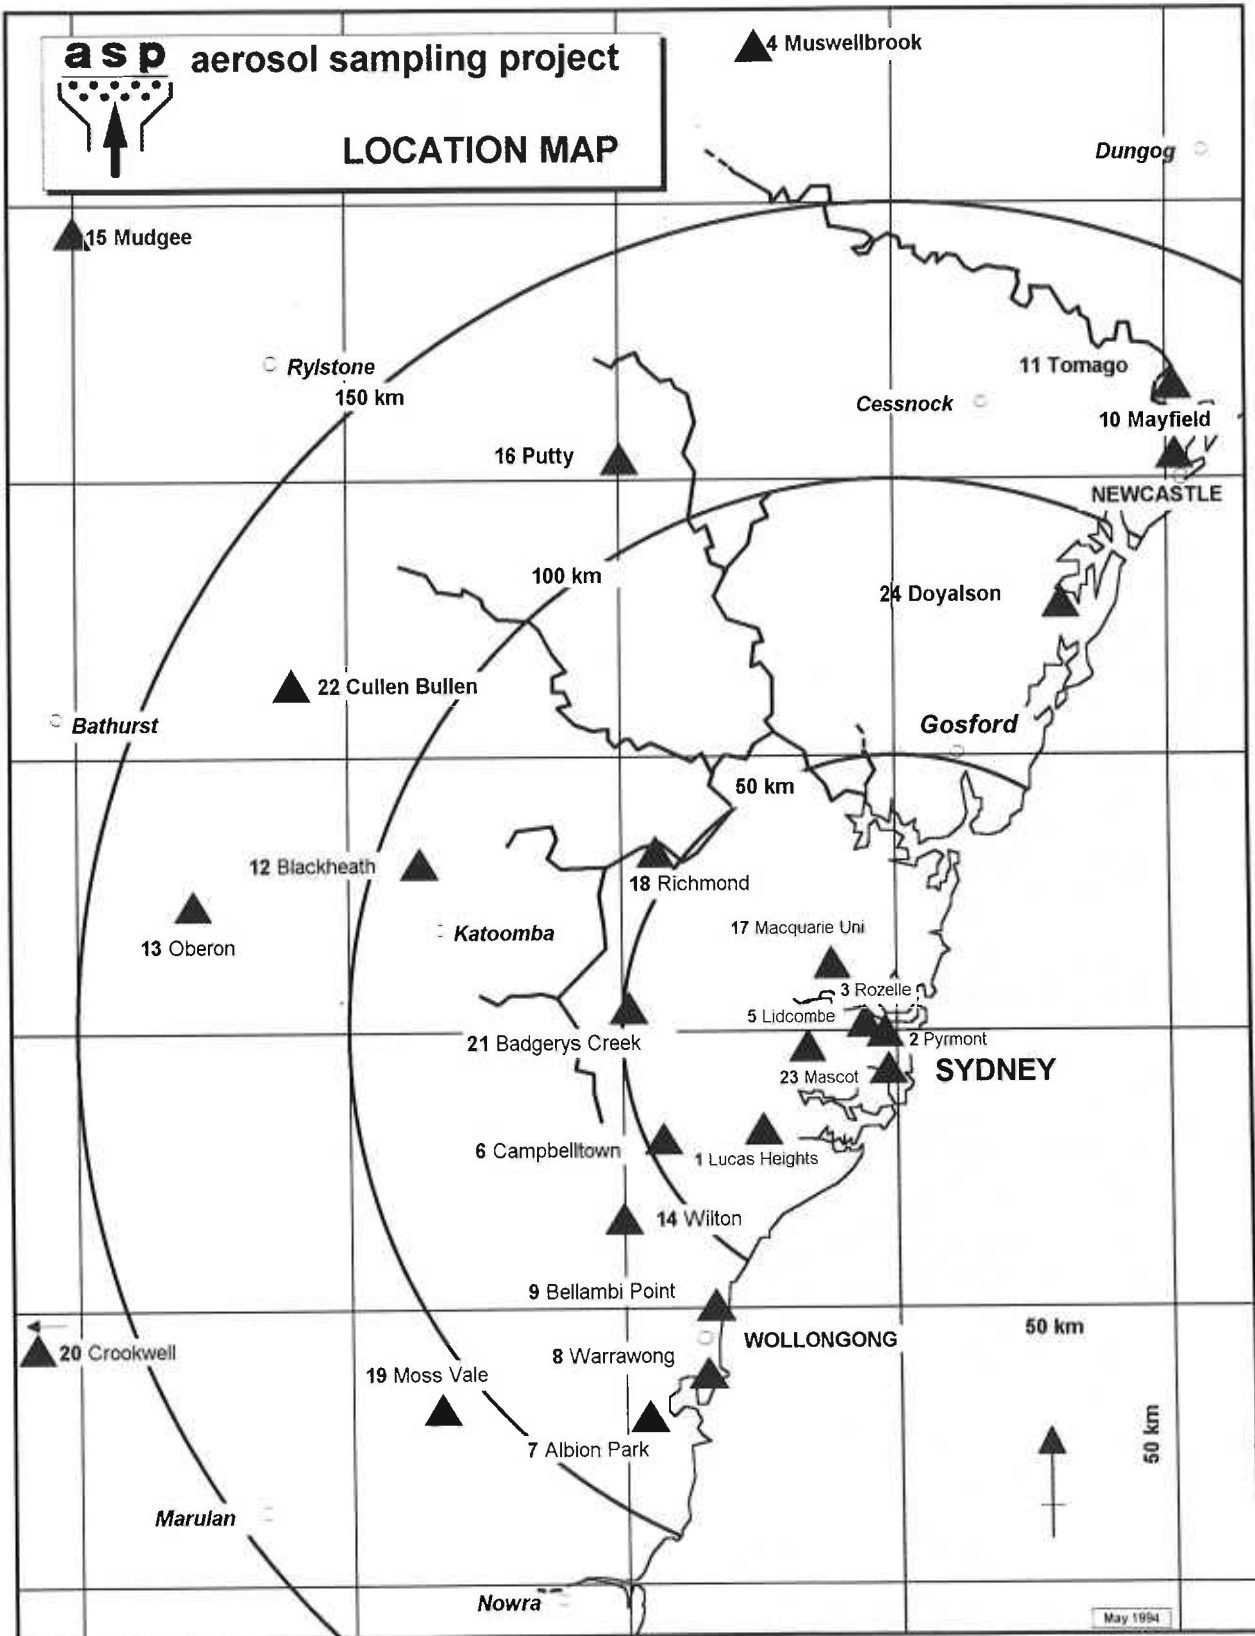 asp aerosol sampling project
LOCATION MAP
4 Muswellbrook
Dungog
15 Mudgee
Rylstone
150 km
11 Tomago
Cessnock
10 Mayfield
16 Putty
NEWCASTLE
100 km
24 Doyalson
22 Cullen Bullen
Bathurst
Gosford
50 km
12 Blackheath
18 Richmond
17 Macquarie Uni
Katoomba
13 Oberon
3 Rozelle
5 Lidcombe
2 Pyrmont
21 Badgerys Creek
SYDNEY
23 Mascot
6 Campbelltown
1 Lucas Heights
14 Wilton
9 Bellambi Point
50 km
WOLLONGONG
20 Crookwell
8 Warrawong
19 Moss Vale
50 km
7 Albion Park
Marulan
Nowra
May 1994